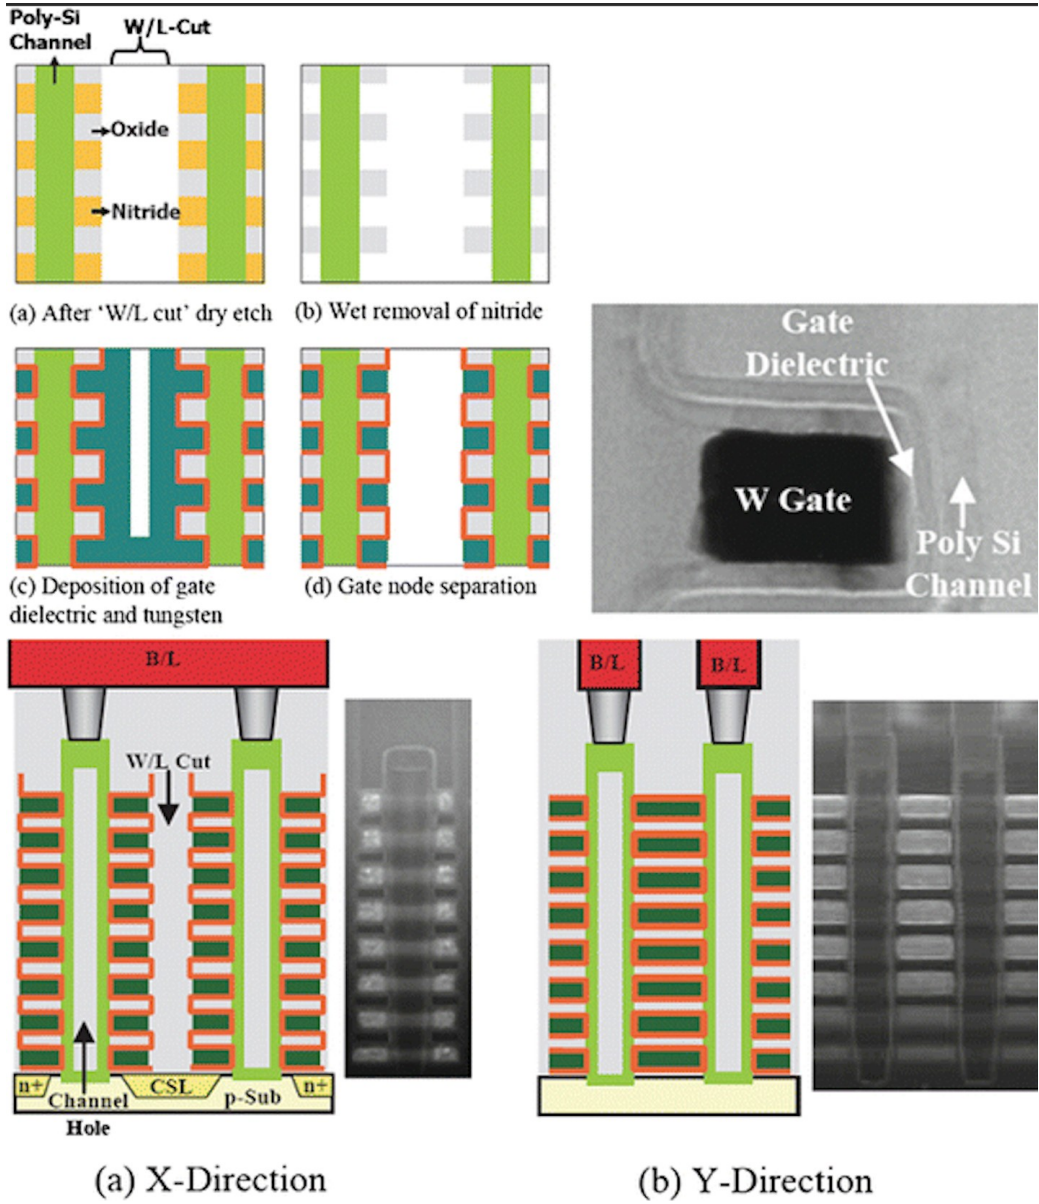 Poly-Si
Channel
W/L-Cut
Oxide
Nitride
(a) After ‘W/L cut’ dry etch
(b) Wet removal of nitride
(c) Deposition of gate
dielectric and tungsten
(d) Gate node separation
Gate
Dielectric
W Gate
Poly Si
Channel
B/L
W/L Cut
n+
CSL
p-Sub
n+
Channel
Hole
B/L
B/L
(a) X-Direction
(b) Y-Direction